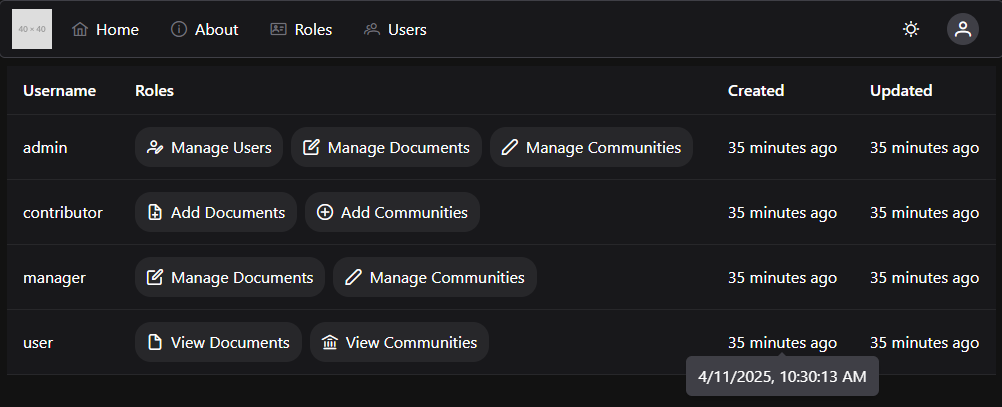 40 × 40 Home About Roles Users
Username Roles Created Updated
admin Manage Users Manage Documents Manage Communities 35 minutes ago 35 minutes ago
contributor Add Documents Add Communities 35 minutes ago 35 minutes ago
manager Manage Documents Manage Communities 35 minutes ago 35 minutes ago
user View Documents View Communities 35 minutes ago 35 minutes ago
4/11/2025, 10:30:13 AM